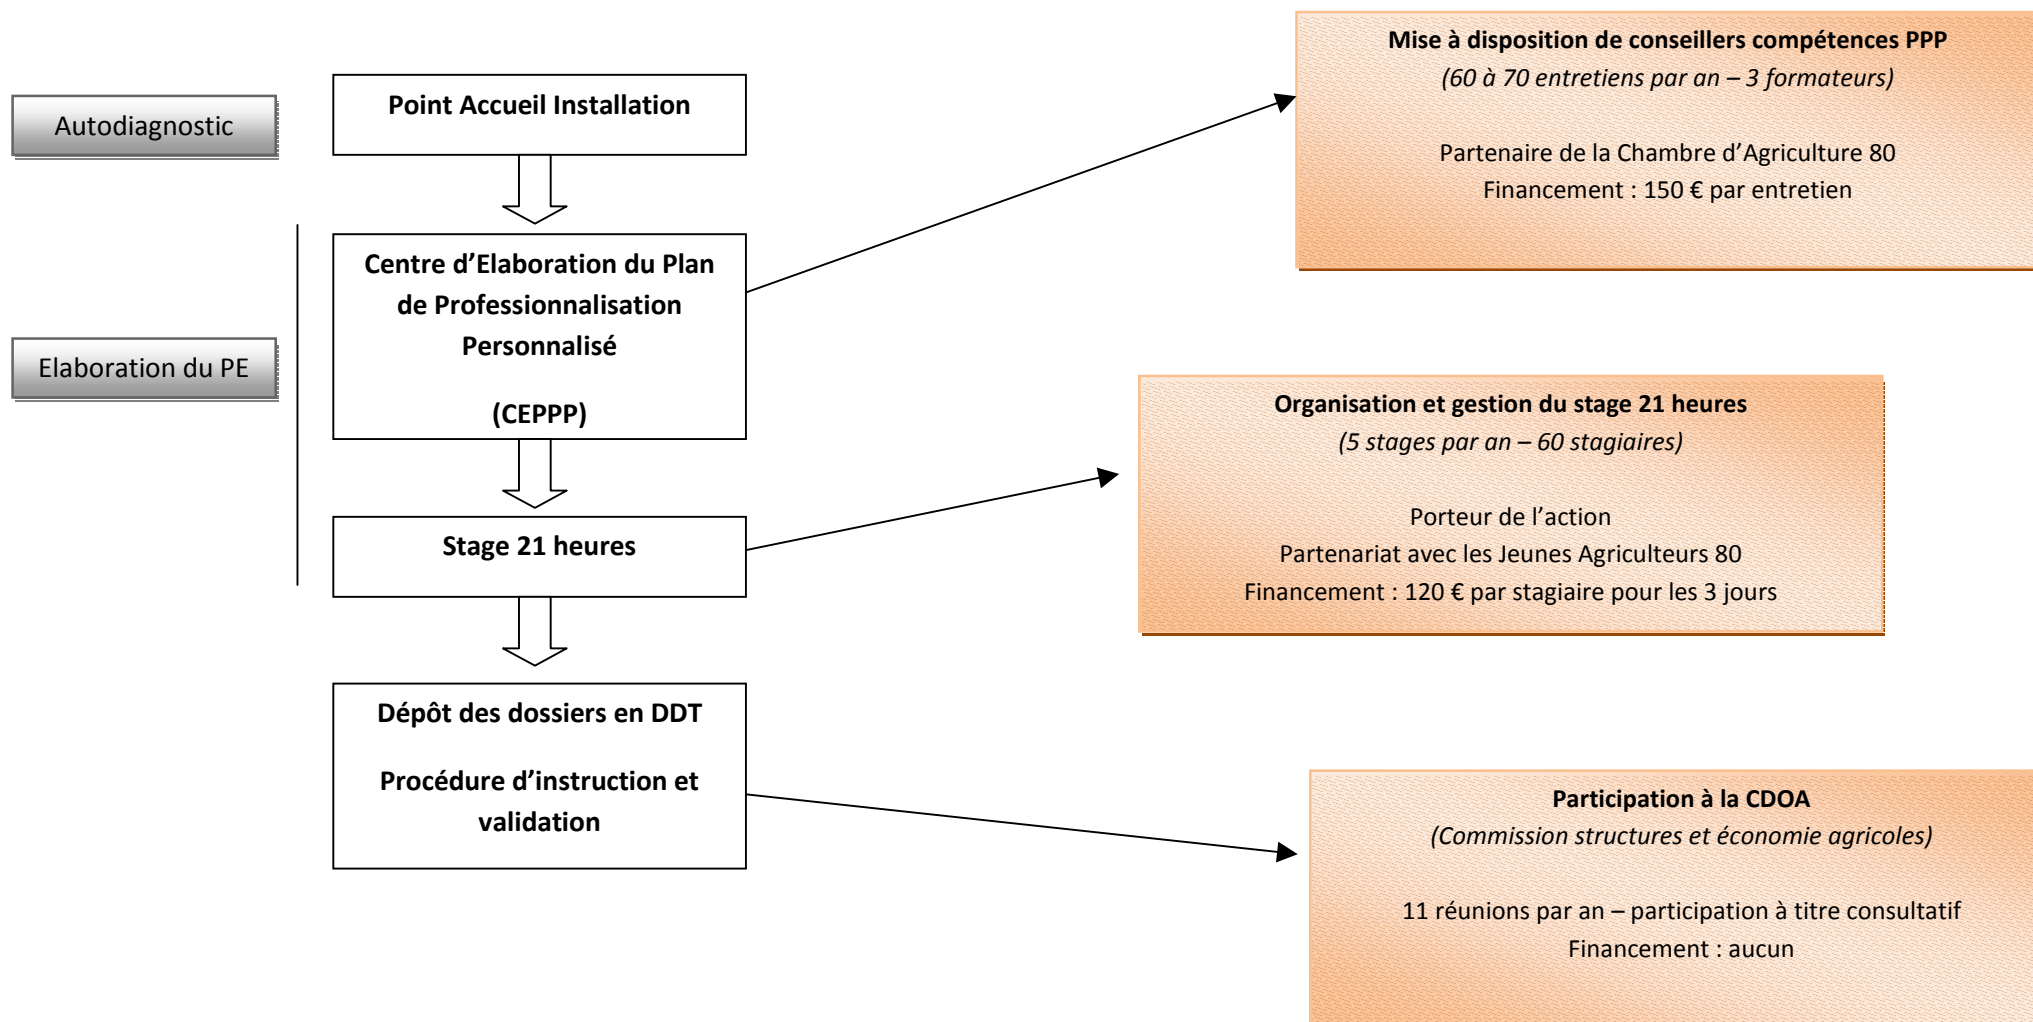 Autodiagnostic
Point Accueil Installation
Elaboration du PE
Centre d’Elaboration du Plan
de Professionnalisation
Personnalisé
(CEPPP)
Stage 21 heures
Dépôt des dossiers en DDT
Procédure d’instruction et
validation
Mise à disposition de conseillers compétences PPP
(60 à 70 entretiens par an – 3 formateurs)
Partenaire de la Chambre d’Agriculture 80
Financement : 150 € par entretien
Organisation et gestion du stage 21 heures
(5 stages par an – 60 stagiaires)
Porteur de l’action
Partenariat avec les Jeunes Agriculteurs 80
Financement : 120 € par stagiaire pour les 3 jours
Participation à la CDOA
(Commission structures et économie agricoles)
11 réunions par an – participation à titre consultatif
Financement : aucun